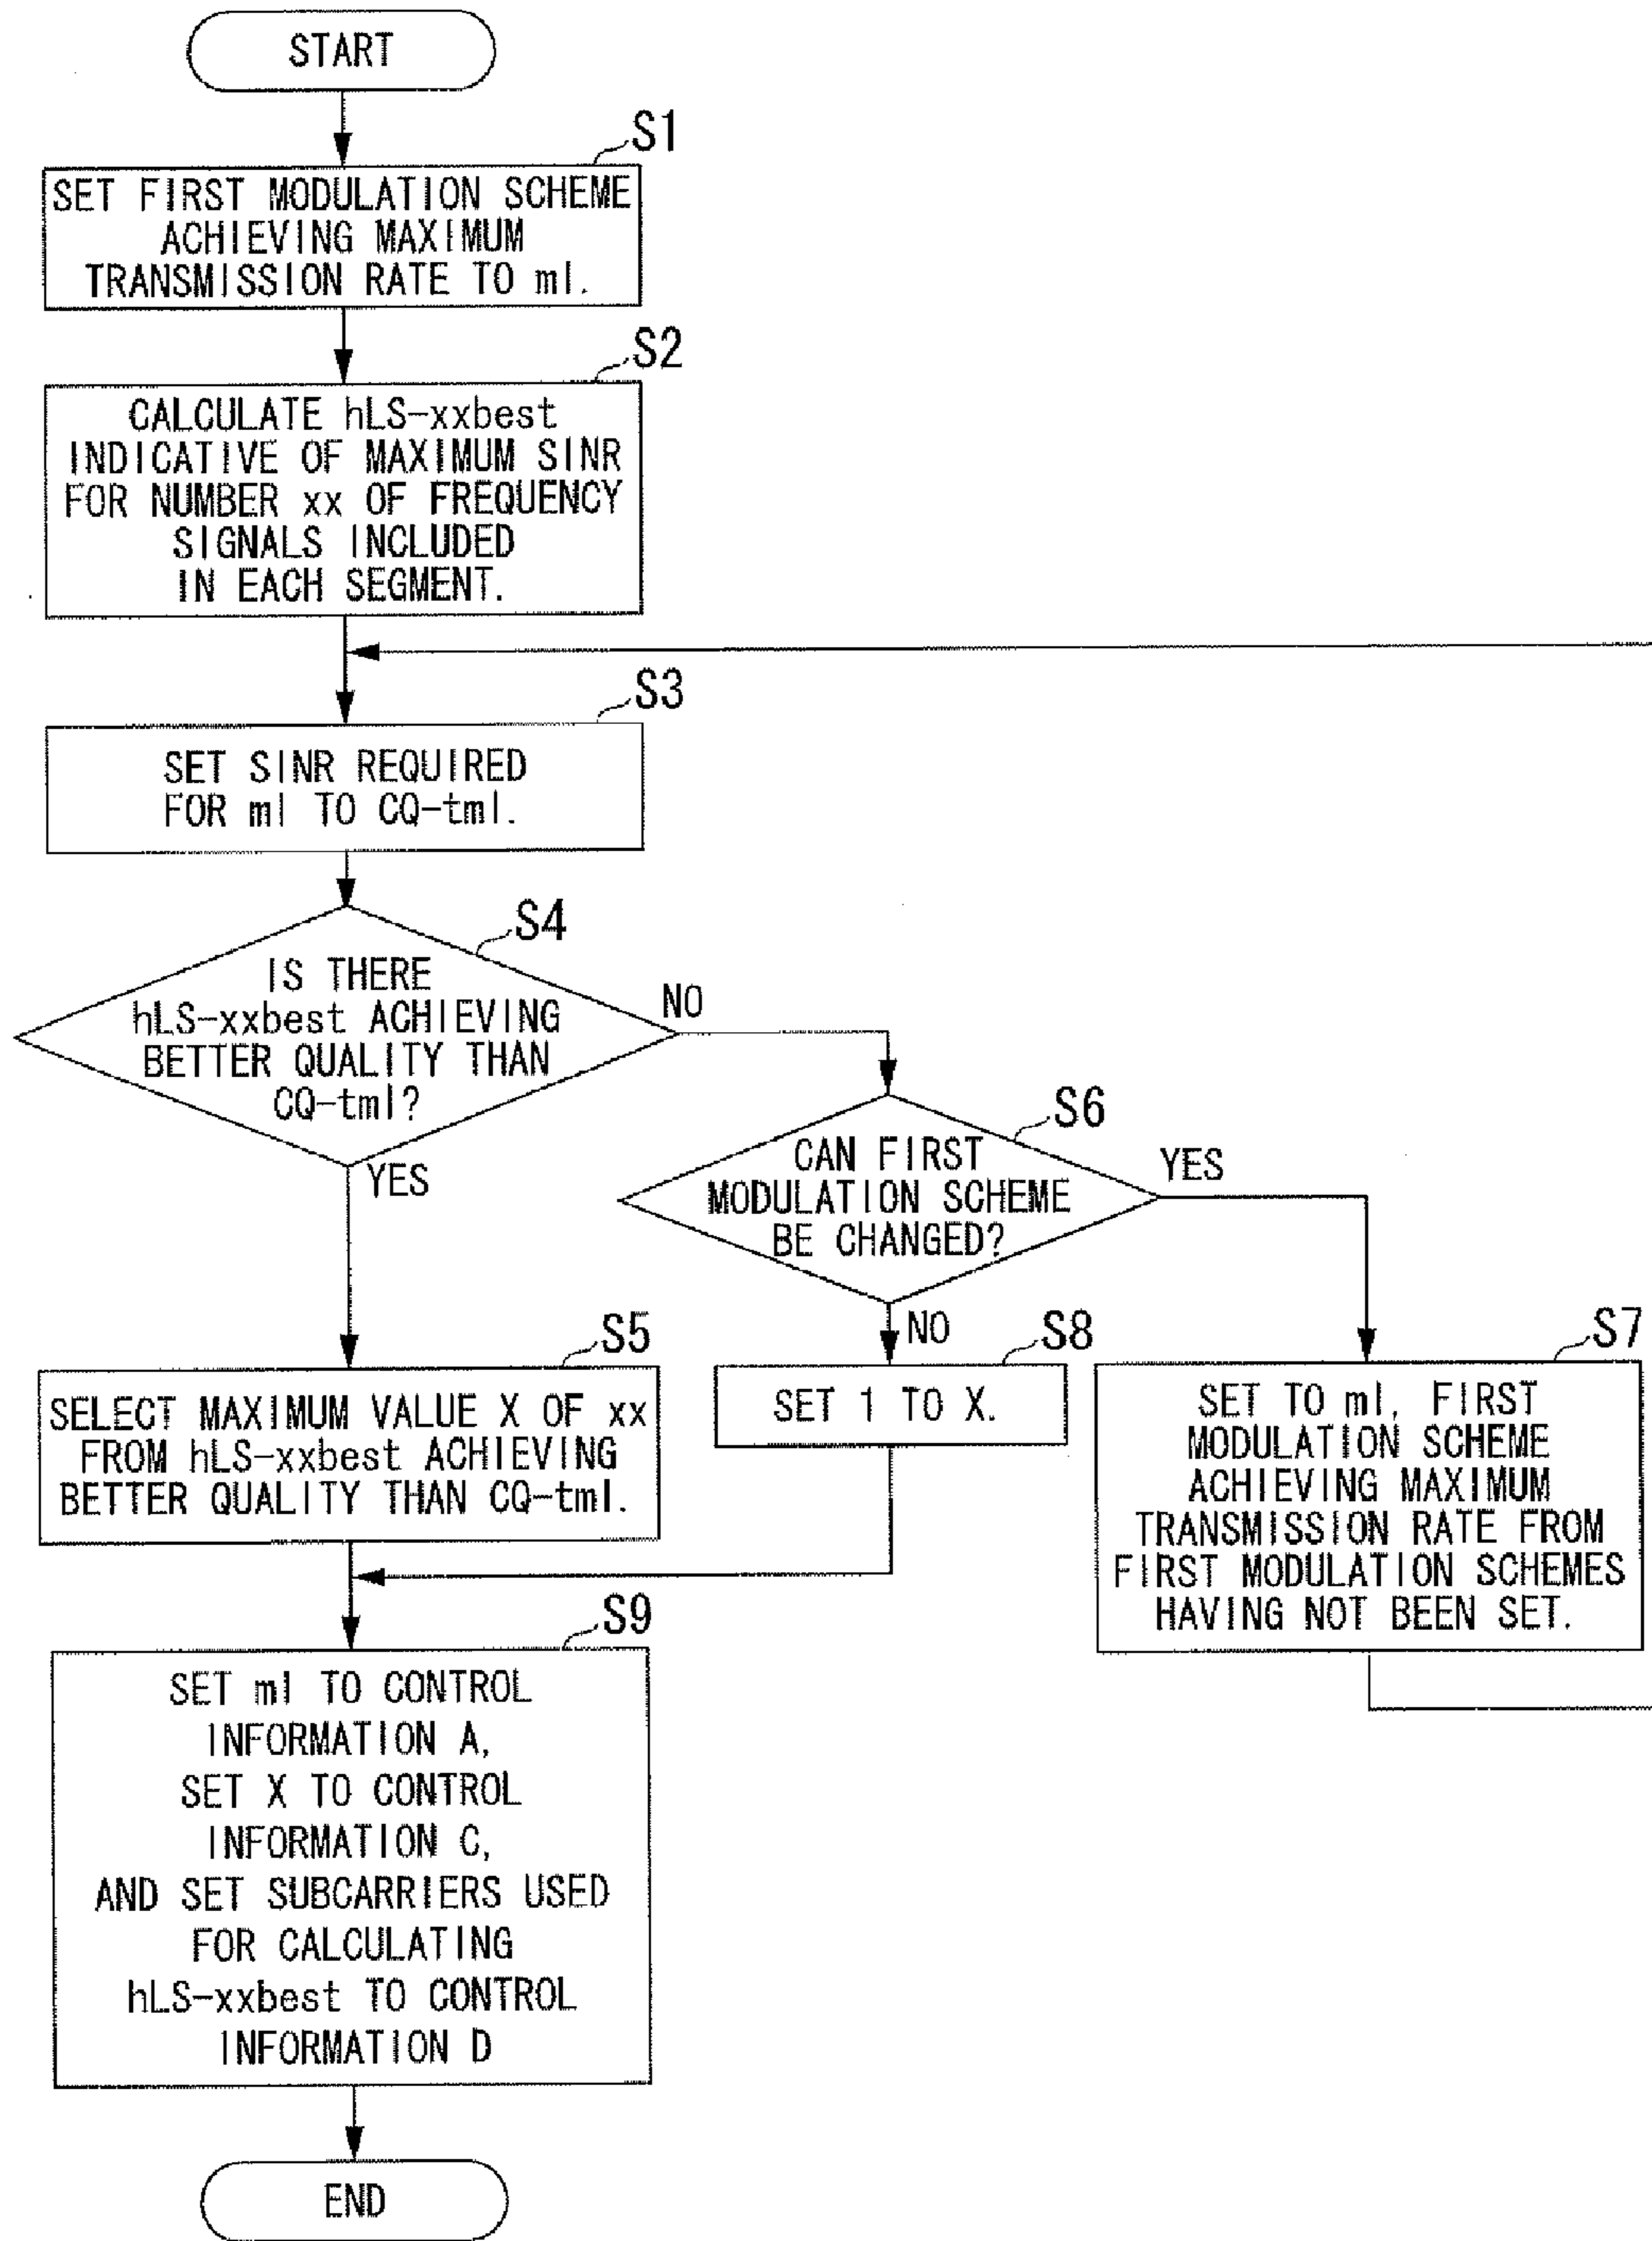 START
S1
SET FIRST MODULATION SCHEME
ACHIEVING MAXIMUM
TRANSMISSION RATE TO ml.
S2
CALCULATE hLS-xxbest
INDICATIVE OF MAXIMUM SINR
FOR NUMBER xx OF FREQUENCY
SIGNALS INCLUDED
IN EACH SEGMENT.
S3
SET SINR REQUIRED
FOR ml TO CQ-tml.
S4
IS THERE
hLS-xxbest ACHIEVING
BETTER QUALITY THAN
CQ-tml?
NO
YES
S6
CAN FIRST
MODULATION SCHEME
BE CHANGED?
YES
NO
S5
SELECT MAXIMUM VALUE X OF xx
FROM hLS-xxbest ACHIEVING
BETTER QUALITY THAN CQ-tml.
S8
SET 1 TO X.
S7
SET TO ml, FIRST
MODULATION SCHEME
ACHIEVING MAXIMUM
TRANSMISSION RATE FROM
FIRST MODULATION SCHEMES
HAVING NOT BEEN SET.
S9
SET ml TO CONTROL
INFORMATION A,
SET X TO CONTROL
INFORMATION C,
AND SET SUBCARRIERS USED
FOR CALCULATING
hLS-xxbest TO CONTROL
INFORMATION D
END